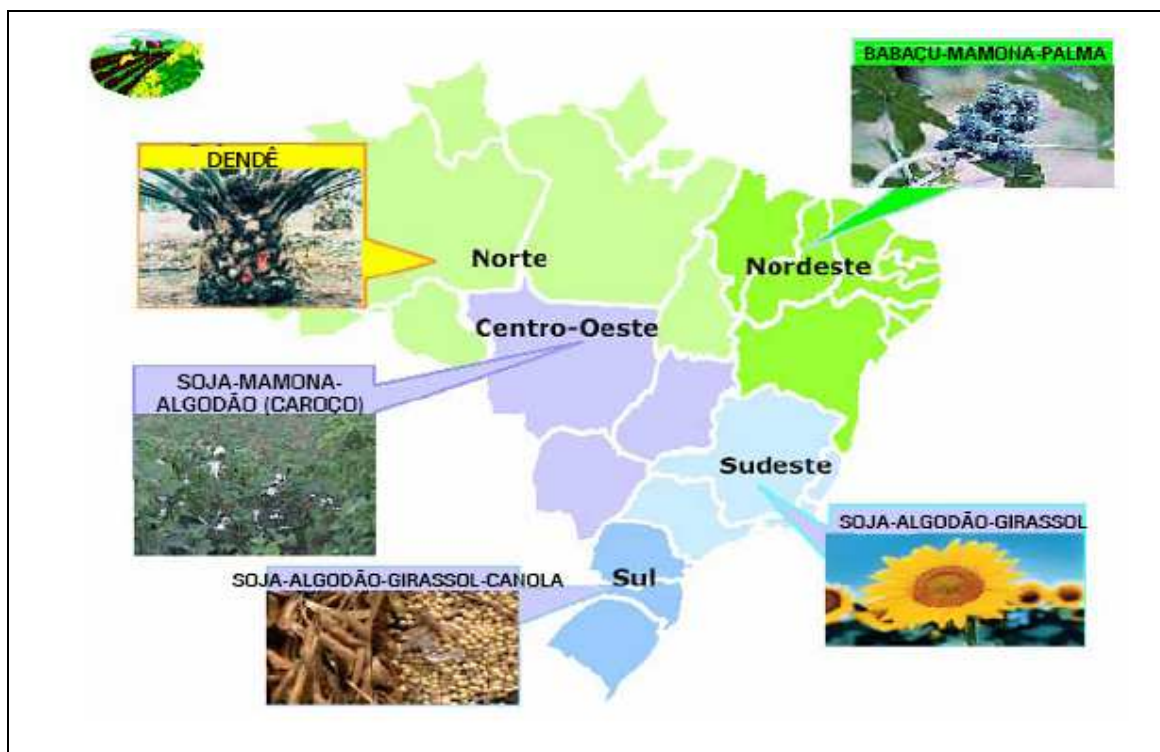 BABAÇU-MAMONA-PALMA
DENDÊ
Norte
Nordeste
Centro-Oeste
SOJA-MAMONA-
ALGODÃO (CAROÇO)
Sudeste
SOJA-ALGODÃO-GIRASSOL
SOJA-ALGODÃO-GIRASSOL-CANOLA
Sul